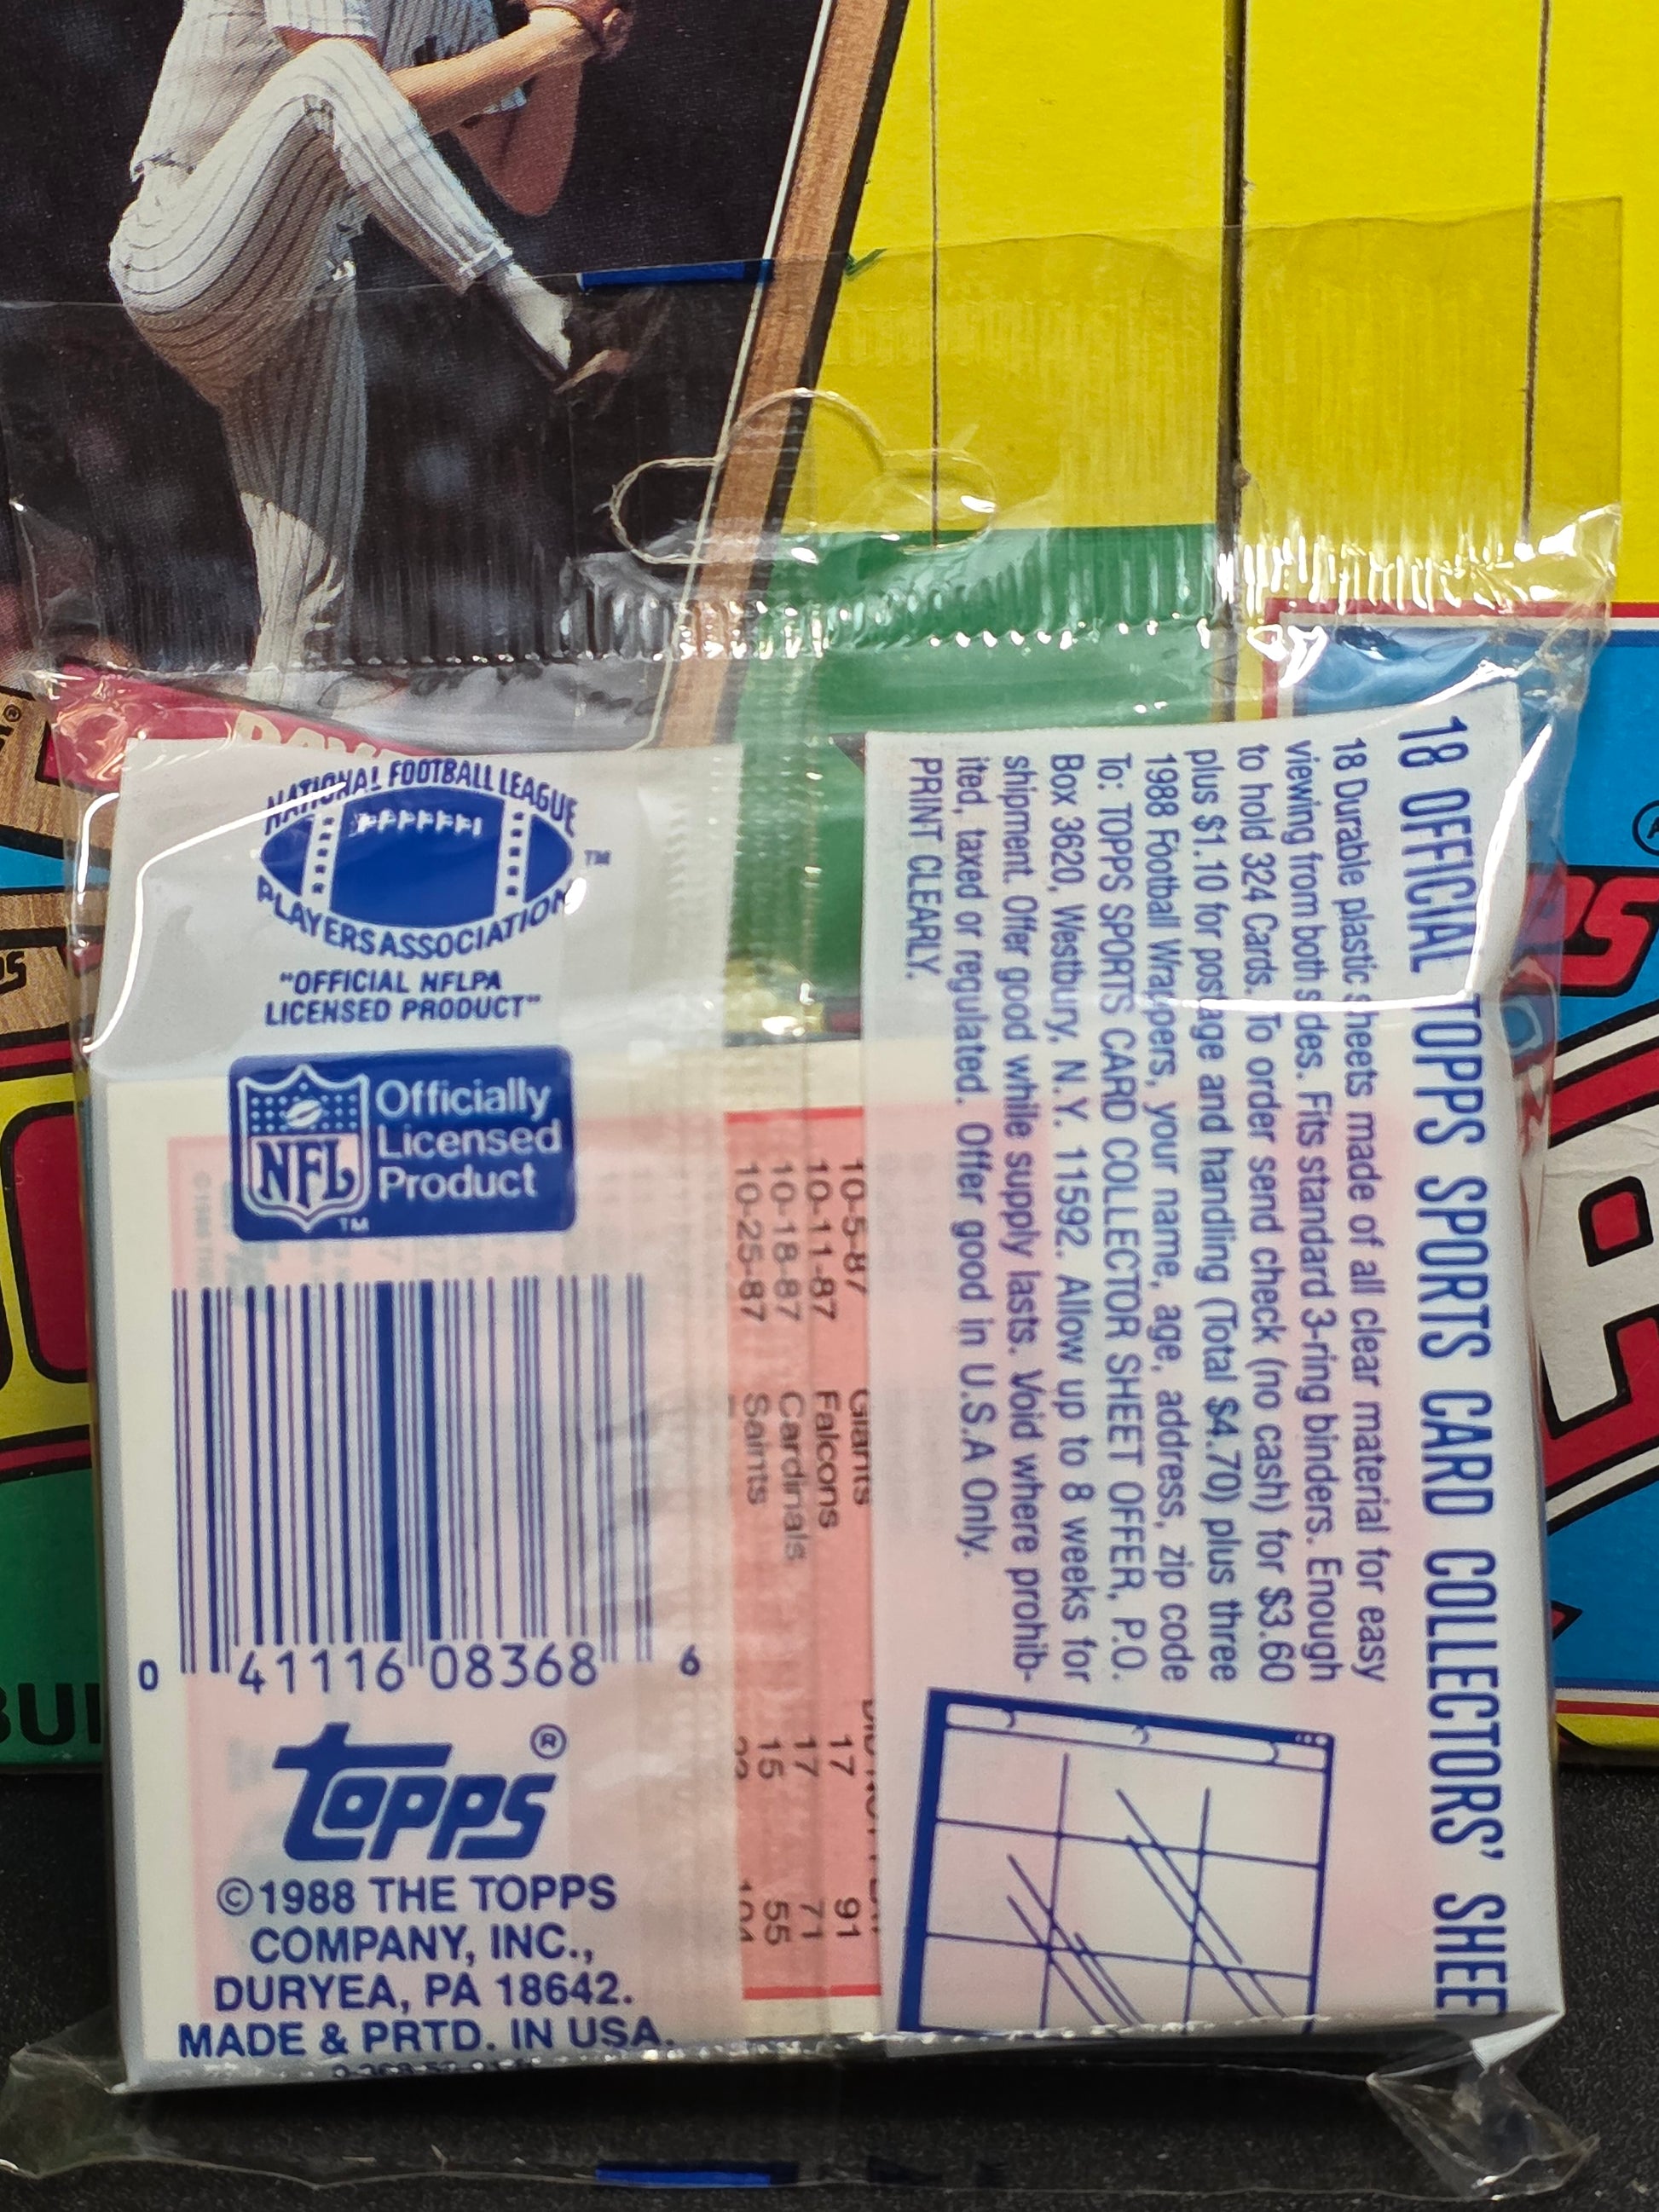 NATIONAL FOOTBALL LEAGUE
PLAYERS ASSOCIATION
TM
"OFFICIAL NFLPA
LICENSED PRODUCT"
NFL
TM
Officially
Licensed
Product
0 41116 08368 6
topps®
©1988 THE TOPPS
COMPANY, INC.,
DURYEA, PA 18642.
MADE & PRTD. IN USA.
18 OFFICIAL TOPPS SPORTS CARD COLLECTORS' SHEE
18 Durable plastic sheets made of all clear material for easy
viewing from both sides. Fits standard 3-ring binders. Enough
to hold 324 Cards. To order send check (no cash) for $3.60
plus $1.10 for postage and handling (Total $4.70) plus three
1988 Football Wrappers, your name, age, address, zip code
To: TOPPS SPORTS CARD COLLECTOR SHEET OFFER, P.O.
Box 3620, Westbury, N.Y. 11592. Allow up to 8 weeks for
shipment. Offer good while supply lasts. Void where prohib-
ited, taxed or regulated. Offer good in U.S.A Only.
PRINT CLEARLY.
10-5-87 Giants
10-11-87 Falcons 17 91
10-18-87 Cardinals 17 71
10-25-87 Saints 15 55